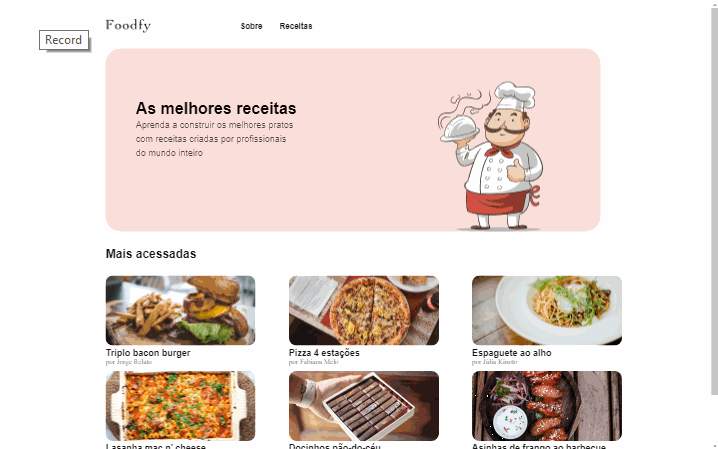 Foodfy
Sobre
Receitas
Record
As melhores receitas
Aprenda a construir os melhores pratos
com receitas criadas por profissionais
do mundo inteiro
Mais acessadas
Triplo bacon burger
por Jorge Relato
Pizza 4 estações
por Fabiana Melo
Espaguete ao alho
por Júlia Kinoto
Lasanha mac n' cheese
Docinhos pão-do-céu
Asinhas de frango ao barbecue